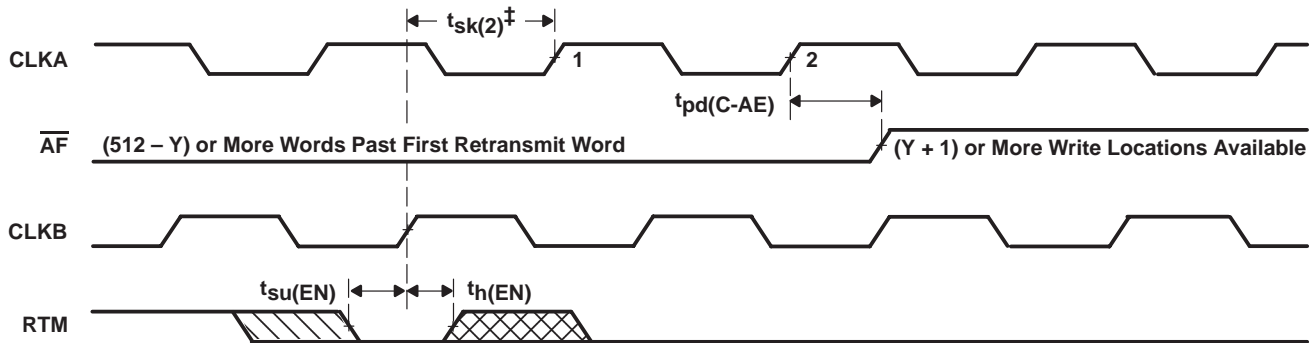 tsk(2)‡
CLKA
1
2
tpd(C-AE)
AF (512 – Y) or More Words Past First Retransmit Word (Y + 1) or More Write Locations Available
CLKB
tsu(EN) th(EN)
RTM